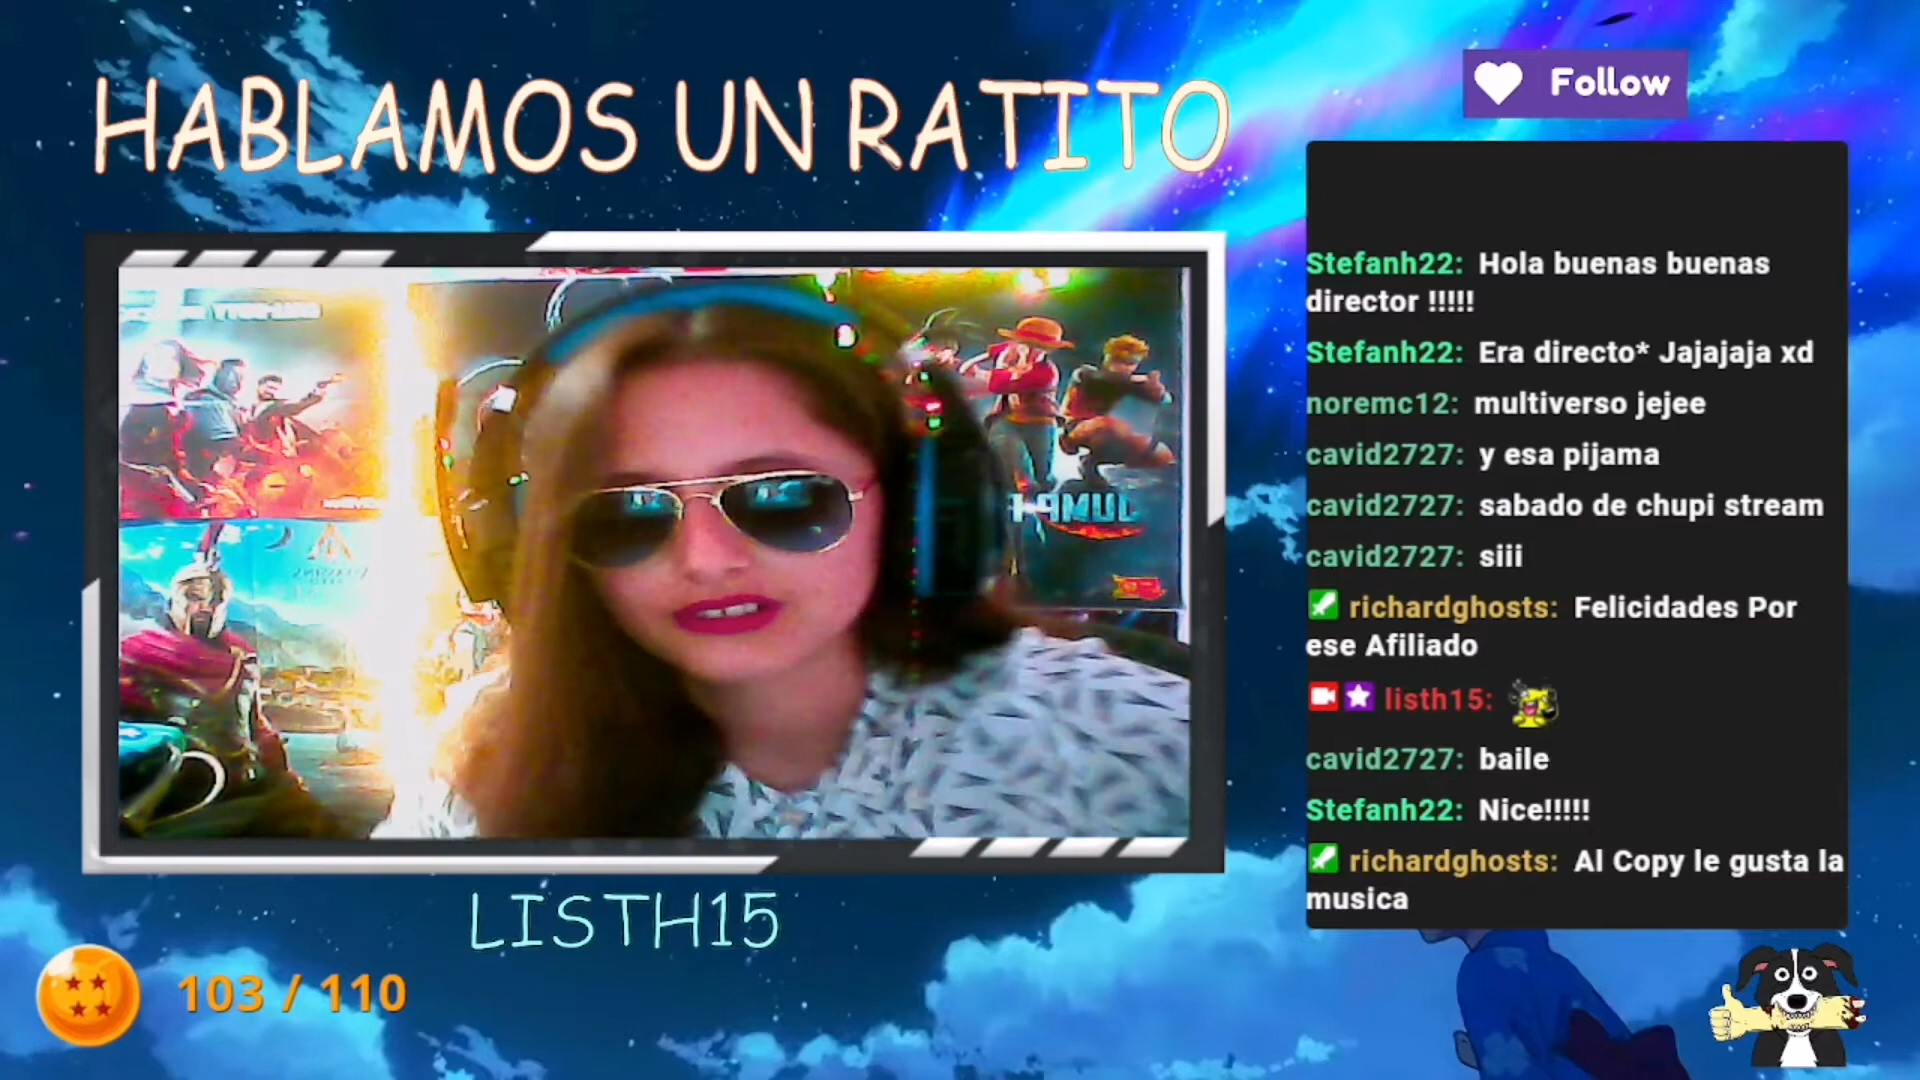 HABLAMOS UN RATITO
Follow
Stefanh22: Hola buenas buenas
director !!!!!
Stefanh22: Era directo* Jajajaja xd
noremc12: multiverso jejee
cavid2727: y esa pijama
cavid2727: sabado de chupi stream
cavid2727: siii
richardghosts: Felicidades Por
ese Afiliado
listh15:
cavid2727: baile
Stefanh22: Nice!!!!!
richardghosts: Al Copy le gusta la
musica
LISTH15
103 / 110